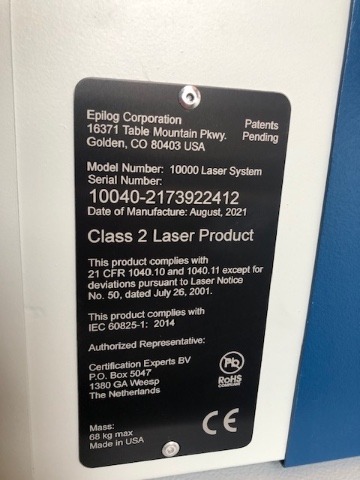 Epilog Corporation
16371 Table Mountain Pkwy.
Golden, CO 80403 USA
Patents
Pending
Model Number: 10000 Laser System
Serial Number:
10040-2173922412
Date of Manufacture: August, 2021
Class 2 Laser Product
This product complies with
21 CFR 1040.10 and 1040.11 except for
deviations pursuant to Laser Notice
No. 50, dated July 26, 2001.
This product complies with
IEC 60825-1: 2014
Authorized Representative:
Certification Experts BV
P.O. Box 5047
1380 GA Weesp
The Netherlands
Pb
RoHS
COMPLIANT
Mass:
68 kg max
Made in USA
CE